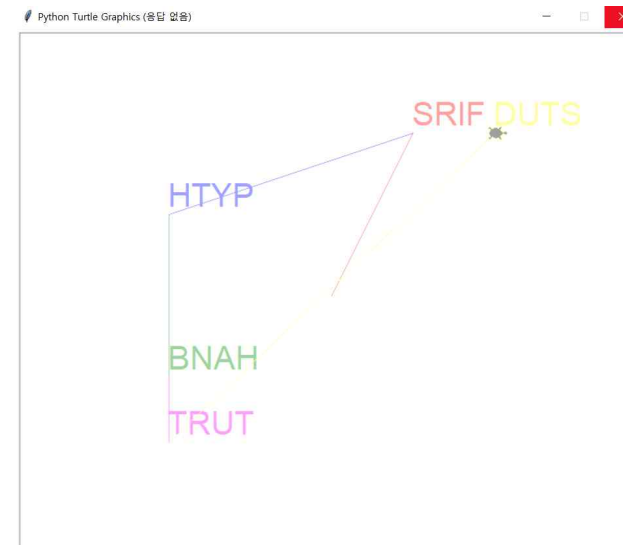 Python Turtle Graphics (응답 없음)
SRIF DUTS
HTYP
BNAH
TRUT